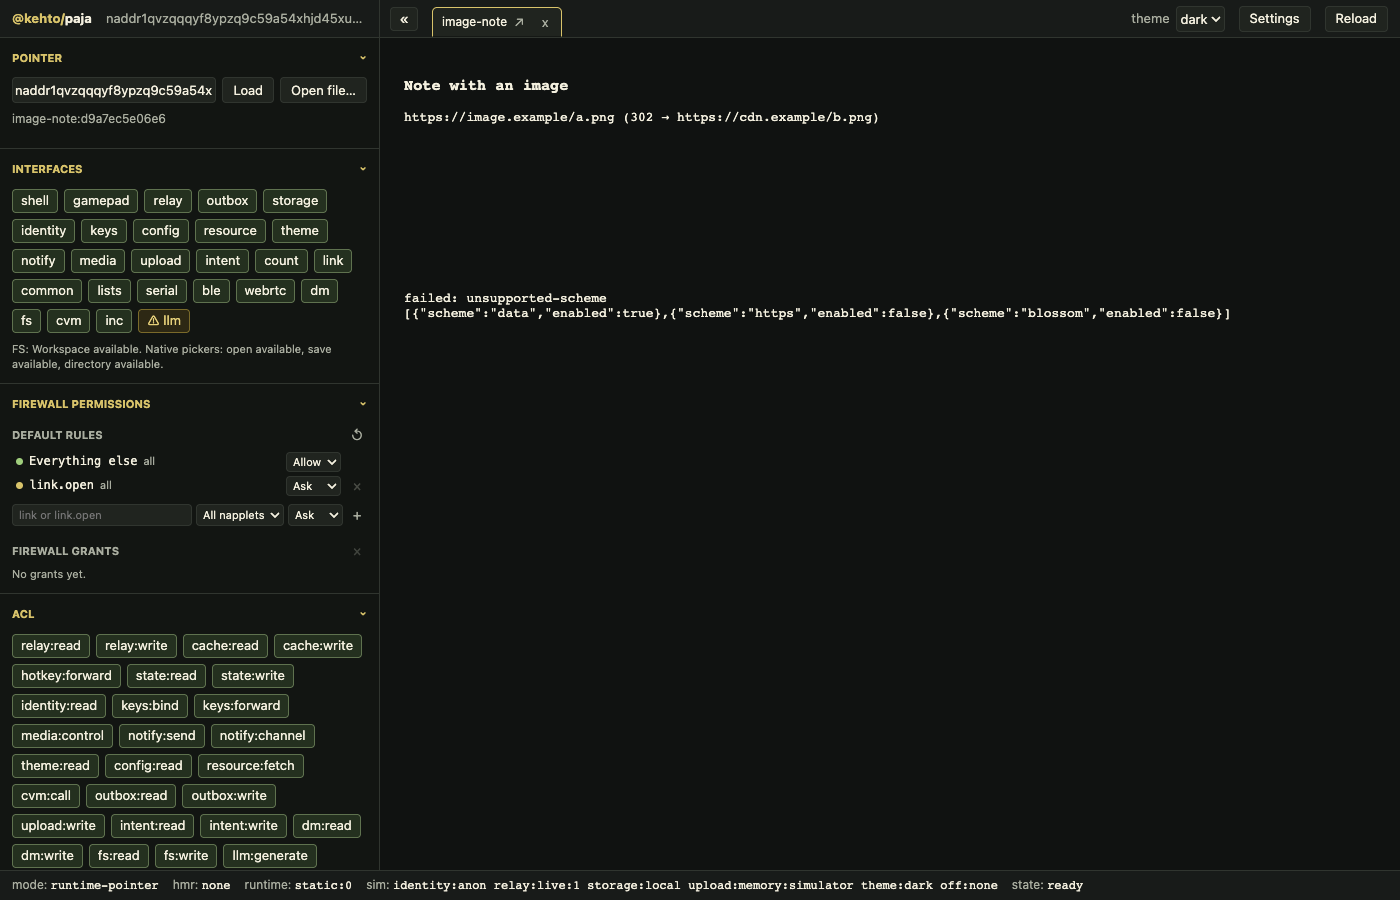 @kehto/paja naddr1qvzqqqyf8ypzq9c59a54xhjd45xu...
POINTER
naddr1qvzqqqyf8ypzq9c59a54x Load Open file...
image-note:d9a7ec5e06e6
INTERFACES
shell gamepad relay outbox storage
identity keys config resource theme
notify media upload intent count link
common lists serial ble webrtc dm
fs cvm inc ⚠ llm
FS: Workspace available. Native pickers: open available, save
available, directory available.
FIREWALL PERMISSIONS
DEFAULT RULES
Everything else all Allow
link.open all Ask x
link or link.open All napplets Ask +
FIREWALL GRANTS x
No grants yet.
ACL
relay:read relay:write cache:read cache:write
hotkey:forward state:read state:write
identity:read keys:bind keys:forward
media:control notify:send notify:channel
theme:read config:read resource:fetch
cvm:call outbox:read outbox:write
upload:write intent:read intent:write dm:read
dm:write fs:read fs:write llm:generate
« image-note ↗ x theme dark Settings Reload
Note with an image
https://image.example/a.png (302 → https://cdn.example/b.png)
failed: unsupported-scheme
[{"scheme":"data","enabled":true},{"scheme":"https","enabled":false},{"scheme":"blossom","enabled":false}]
mode: runtime-pointer hmr: none runtime: static:0 sim: identity:anon relay:live:1 storage:local upload:memory:simulator theme:dark off:none state: ready